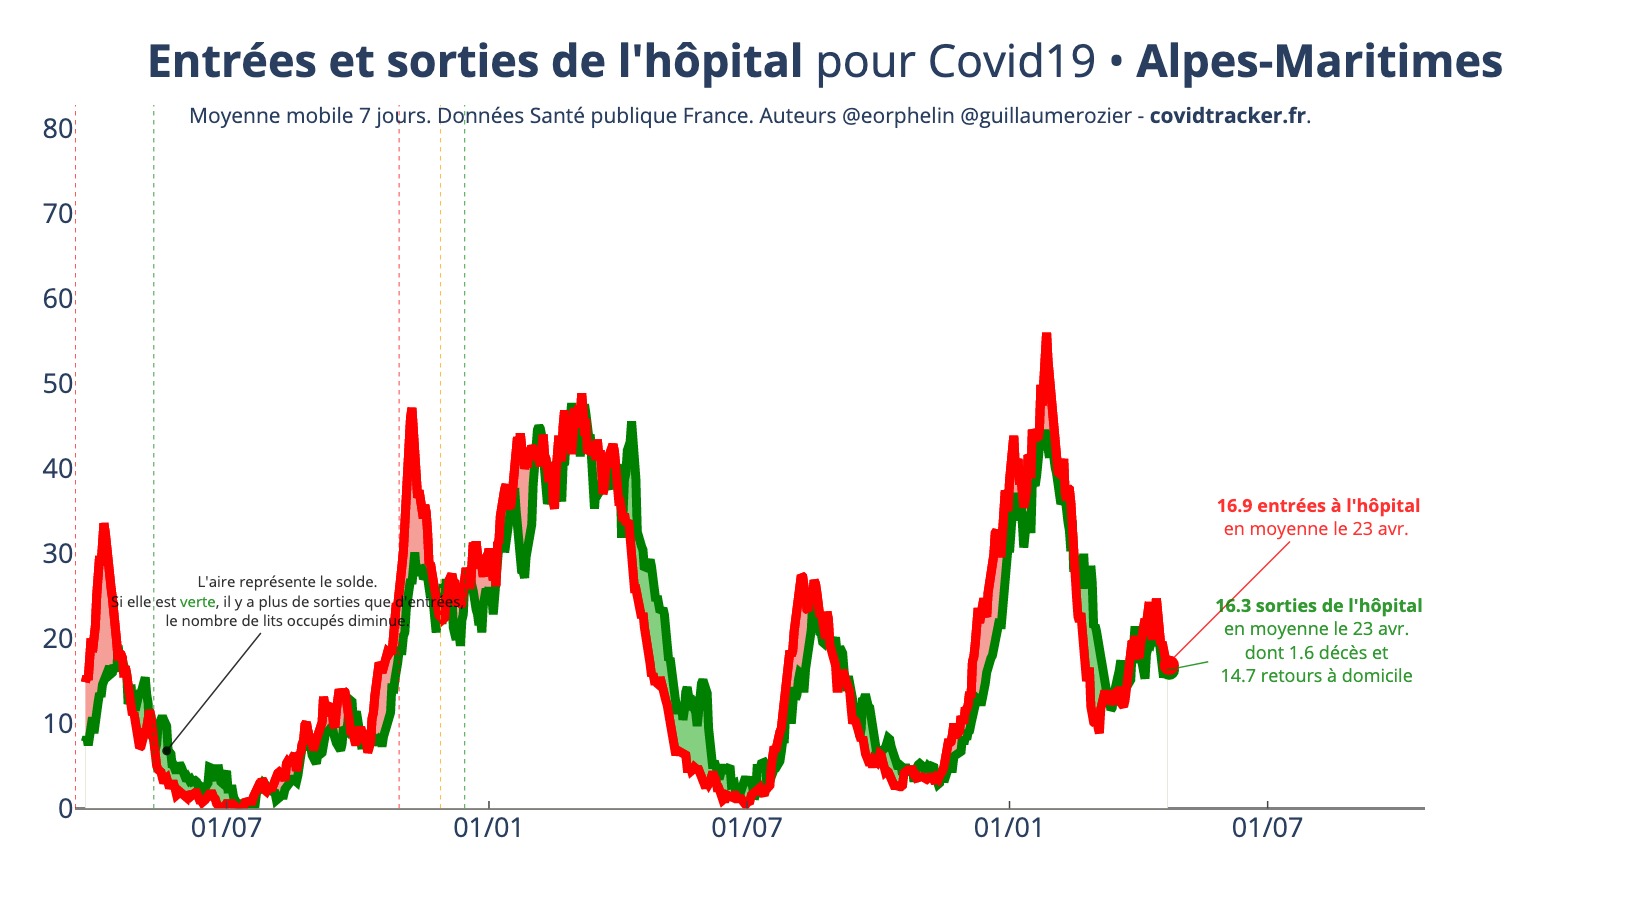 Entrées et sorties de l'hôpital pour Covid19 • Alpes-Maritimes
Moyenne mobile 7 jours. Données Santé publique France. Auteurs @eorphelin @guillaumerozier - covidtracker.fr.
80
70
60
50
40
30
20
10
0
L'aire représente le solde.
Si elle est verte, il y a plus de sorties que d'entrées,
le nombre de lits occupés diminue.
16.9 entrées à l'hôpital
en moyenne le 23 avr.
16.3 sorties de l'hôpital
en moyenne le 23 avr.
dont 1.6 décès et
14.7 retours à domicile
01/07
01/01
01/07
01/01
01/07